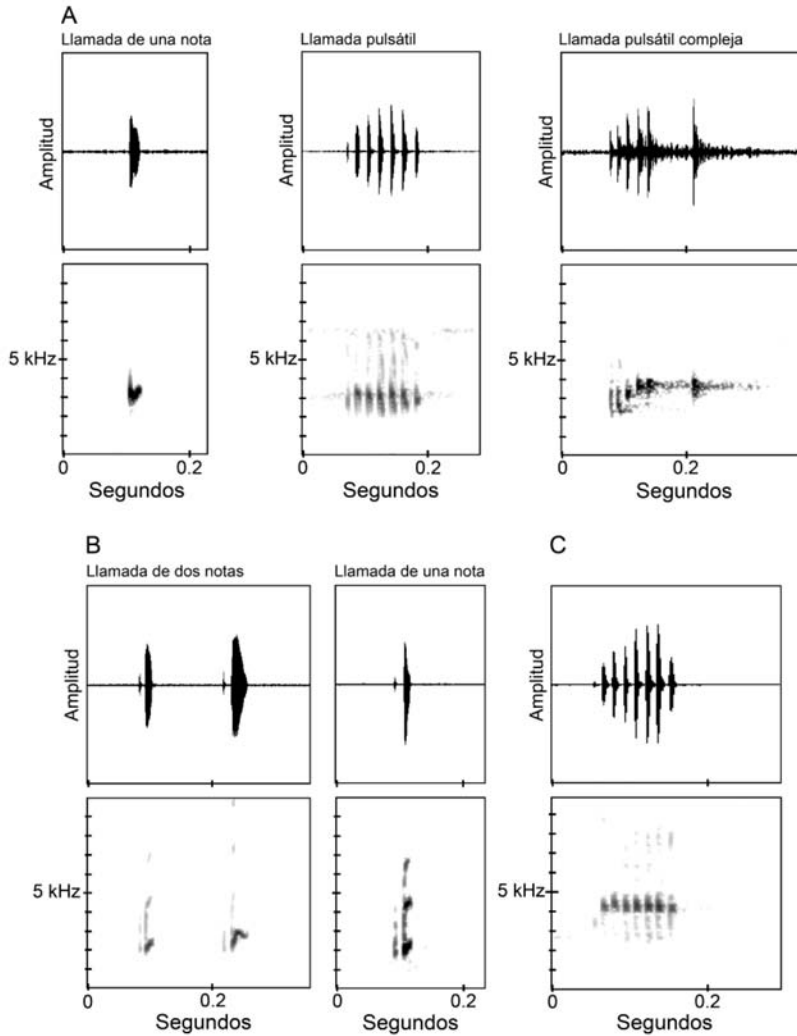 A
Llamada de una nota
Llamada pulsátil
Llamada pulsátil compleja
Amplitud
Amplitud
Amplitud
5 kHz
5 kHz
5 kHz
0 0.2
0 0.2
0 0.2
Segundos
Segundos
Segundos
B
C
Llamada de dos notas
Llamada de una nota
Amplitud
Amplitud
Amplitud
5 kHz
5 kHz
0 0.2
0 0.2
0 0.2
Segundos
Segundos
Segundos